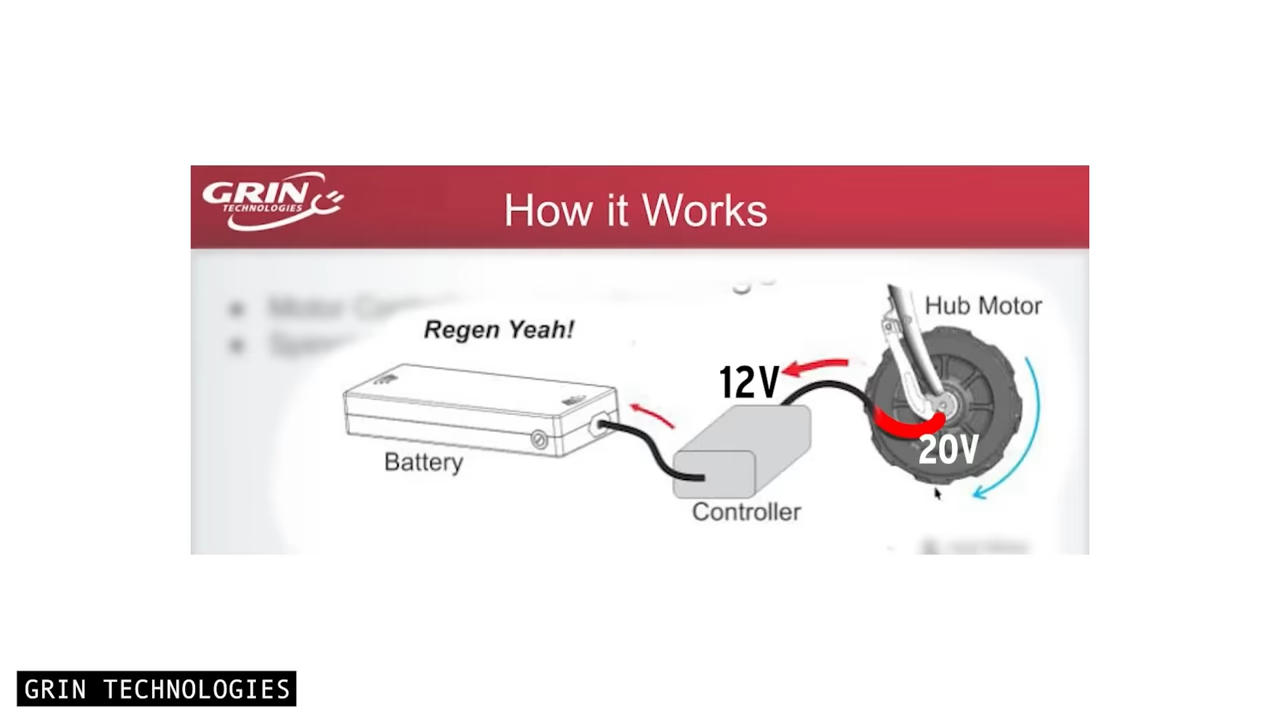 GRIN
TECHNOLOGIES
How it Works
Regen Yeah!
Hub Motor
12V
20V
Battery
Controller
GRIN TECHNOLOGIES